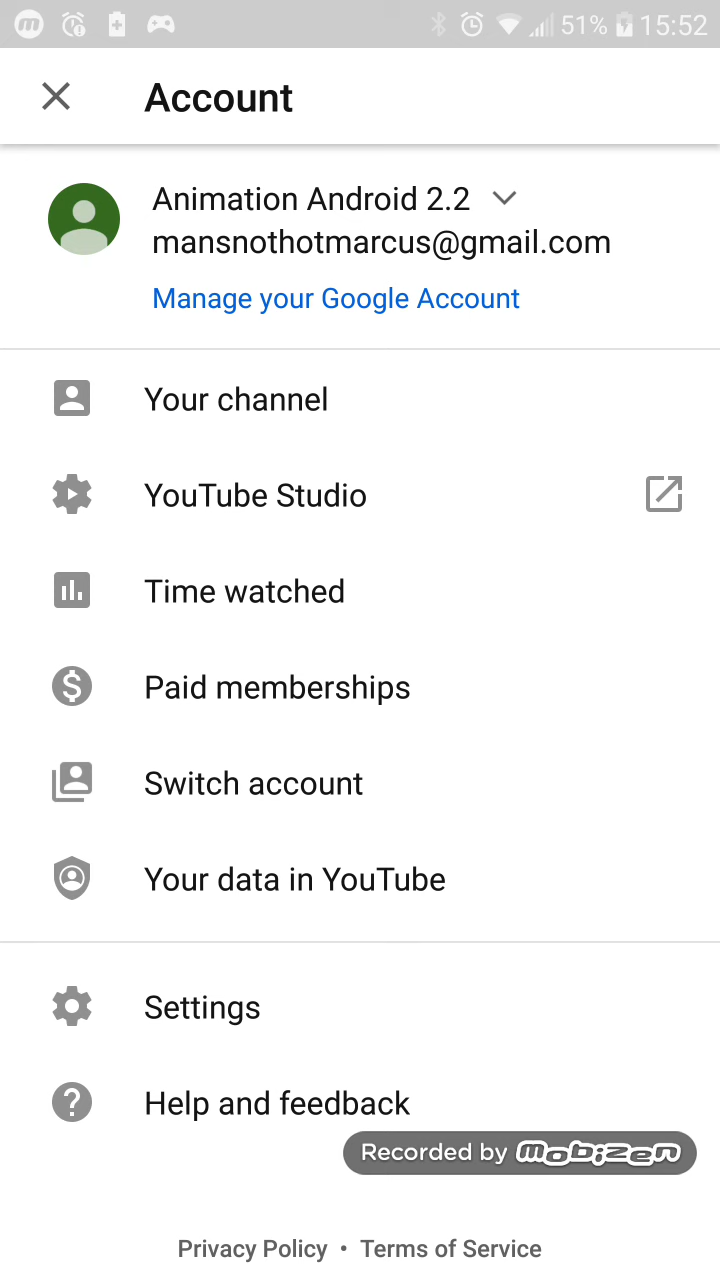 51% 15:52
Account
Animation Android 2.2
mansnothotmarcus@gmail.com
Manage your Google Account
Your channel
YouTube Studio
Time watched
Paid memberships
Switch account
Your data in YouTube
Settings
Help and feedback
Recorded by mobizen
Privacy Policy • Terms of Service